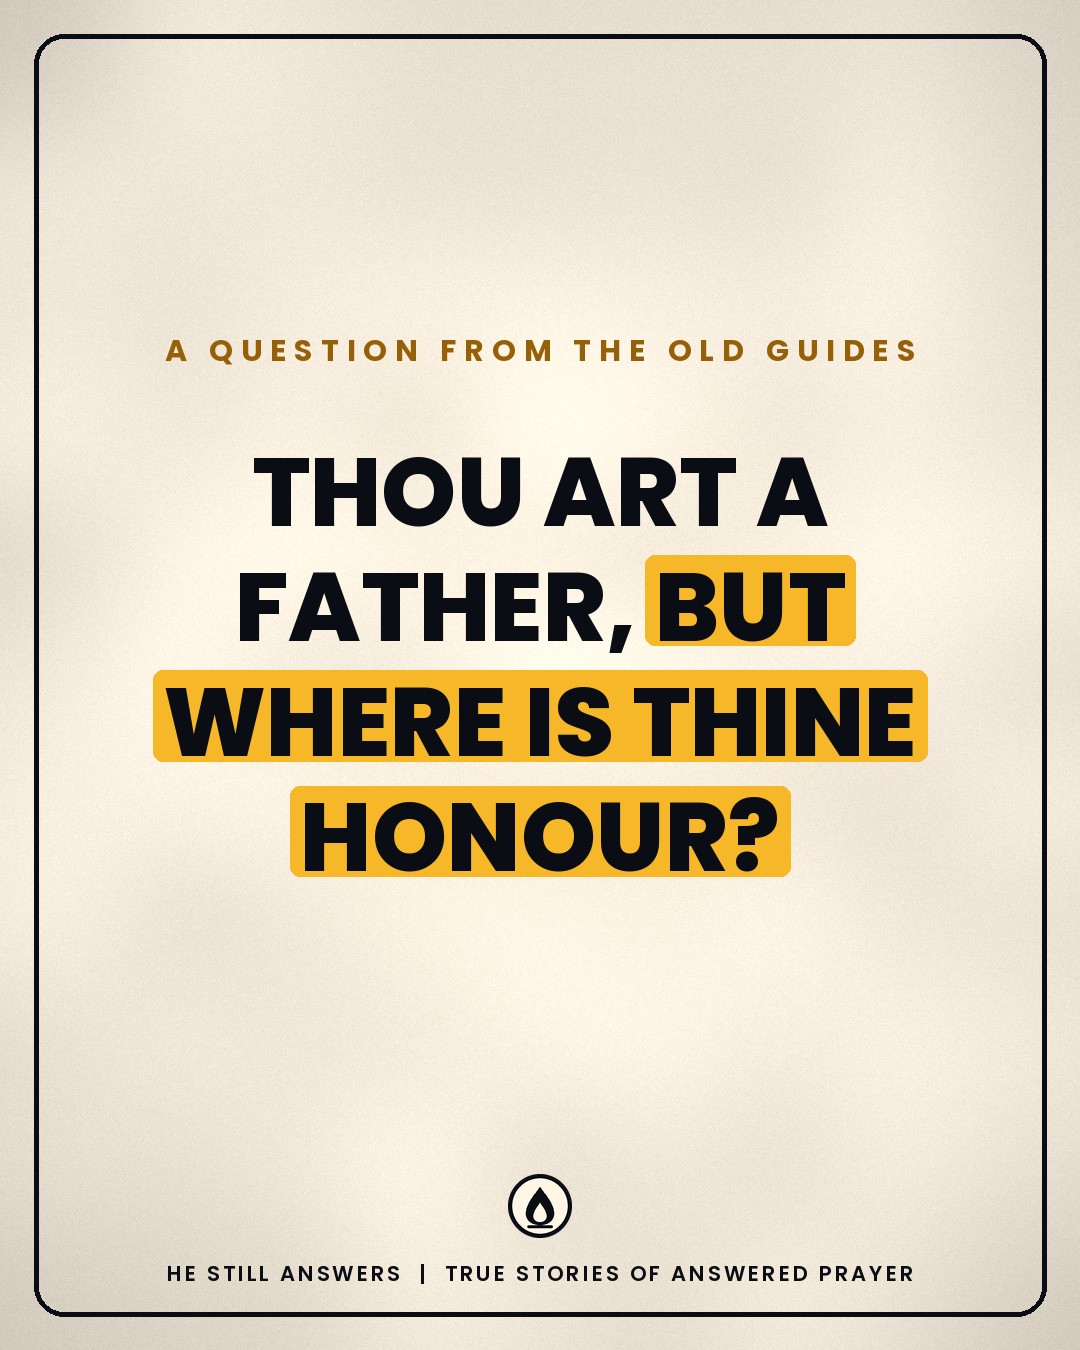 A QUESTION FROM THE OLD GUIDES
THOU ART A
FATHER, BUT
WHERE IS THINE
HONOUR?
HE STILL ANSWERS | TRUE STORIES OF ANSWERED PRAYER